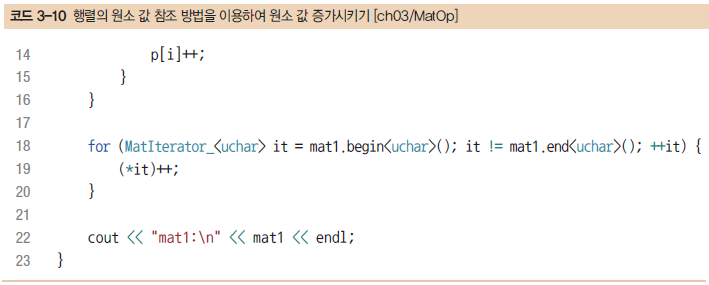 코드 3-10 행렬의 원소 값 참조 방법을 이용하여 원소 값 증가시키기 [ch03/MatOp]
14 p[i]++;
15 }
16 }
17
18 for (MatIterator_<uchar> it = mat1.begin<uchar>(); it != mat1.end<uchar>(); ++it) {
19 (*it)++;
20 }
21
22 cout << "mat1:\n" << mat1 << endl;
23 }